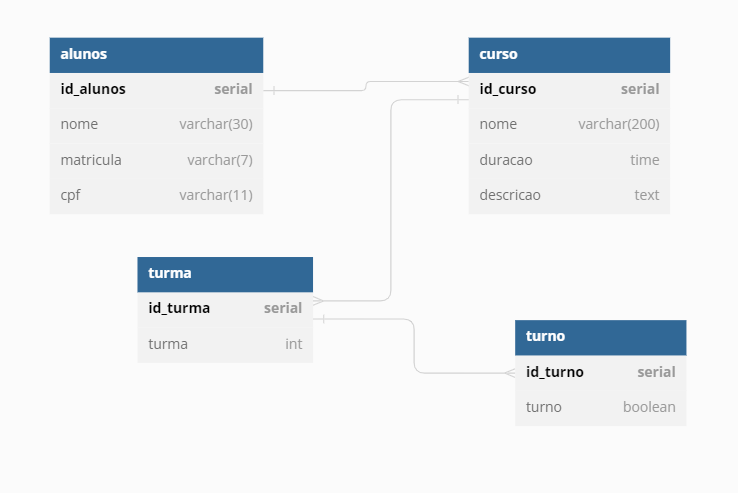 alunos
id_alunos serial
nome varchar(30)
matricula varchar(7)
cpf varchar(11)
curso
id_curso serial
nome varchar(200)
duracao time
descricao text
turma
id_turma serial
turma int
turno
id_turno serial
turno boolean